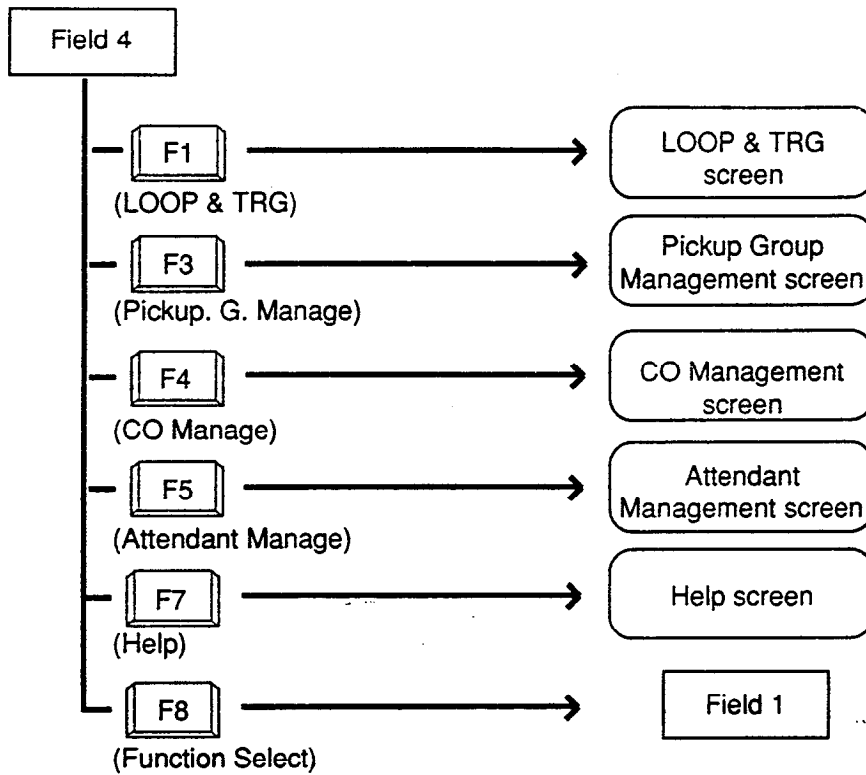 Field 4
F1
(LOOP & TRG)
LOOP & TRG
screen
F3
(Pickup. G. Manage)
Pickup Group
Management screen
F4
(CO Manage)
CO Management
screen
F5
(Attendant Manage)
Attendant
Management screen
F7
(Help)
Help screen
F8
(Function Select)
Field 1